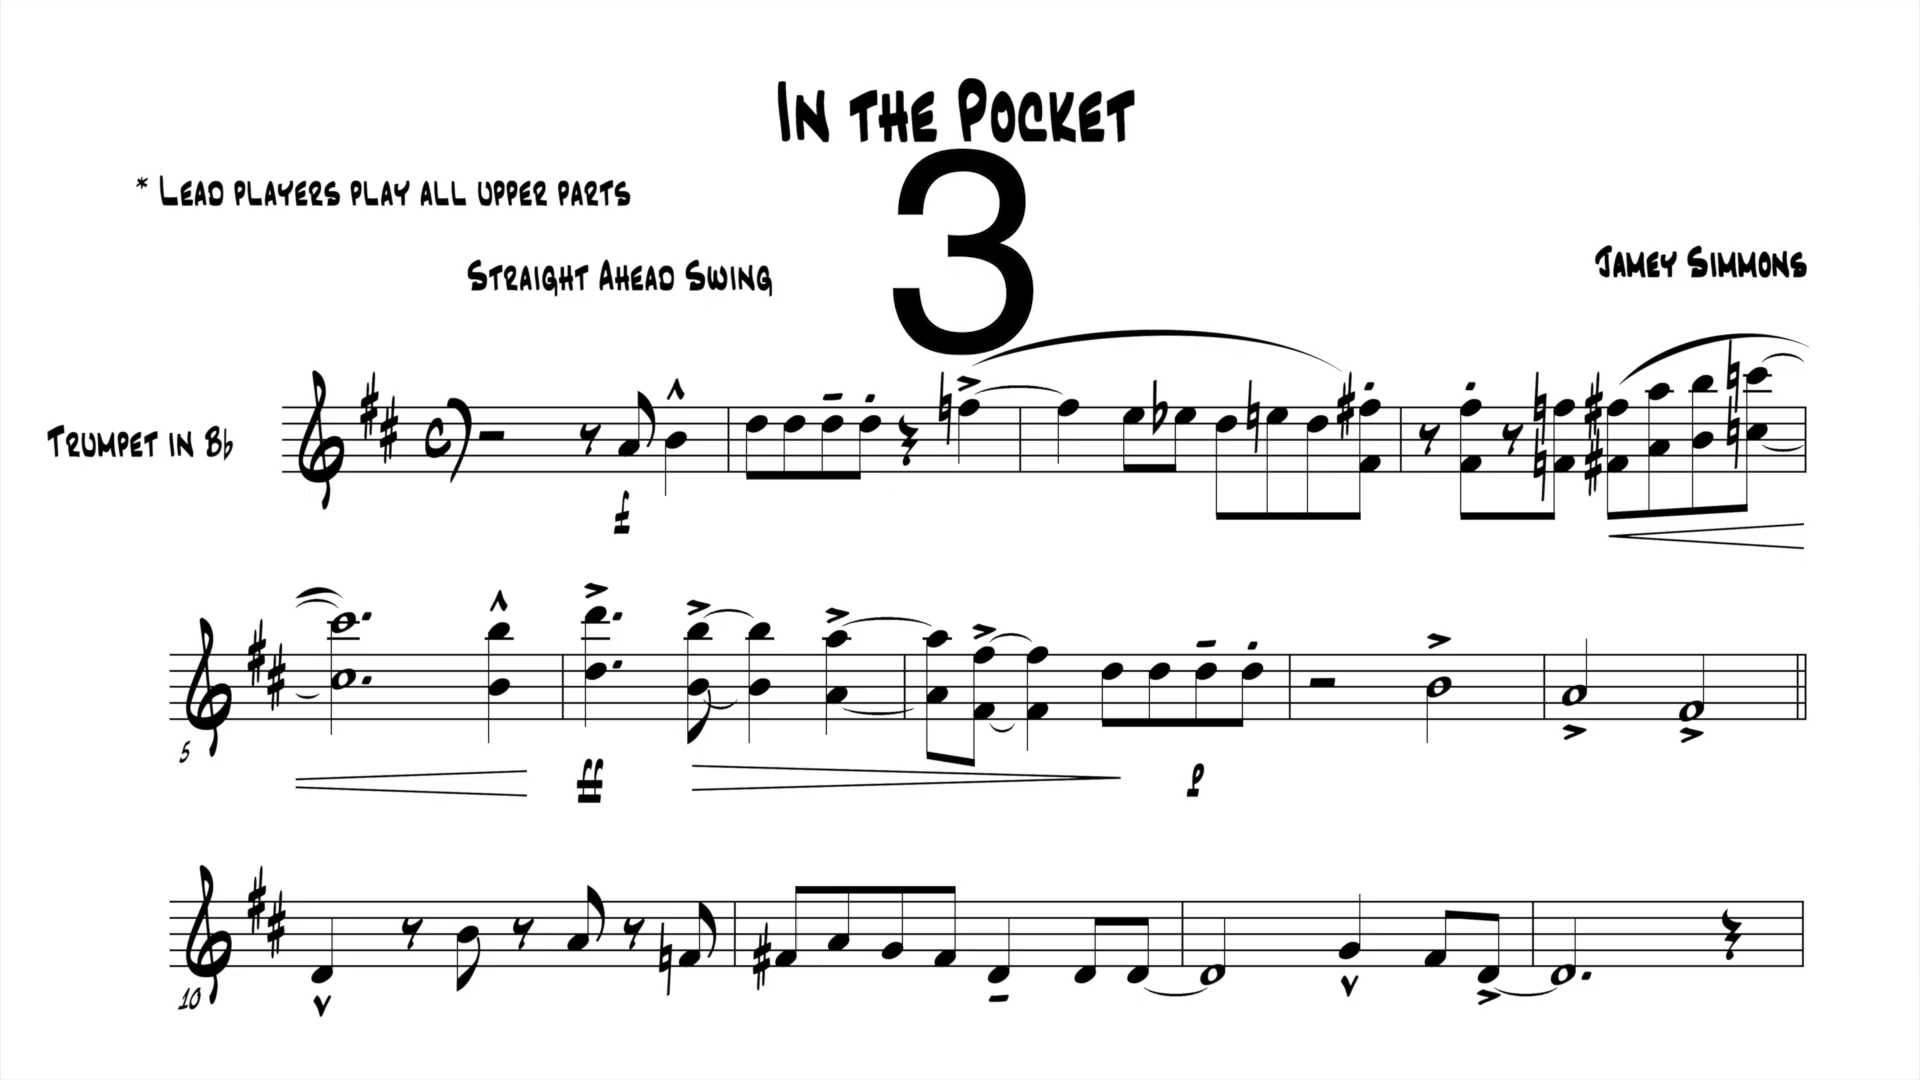 IN THE POCKET
3
* LEAD PLAYERS PLAY ALL UPPER PARTS
STRAIGHT AHEAD SWING
JAMEY SIMMONS
TRUMPET IN B♭
f
5
ff
p
10